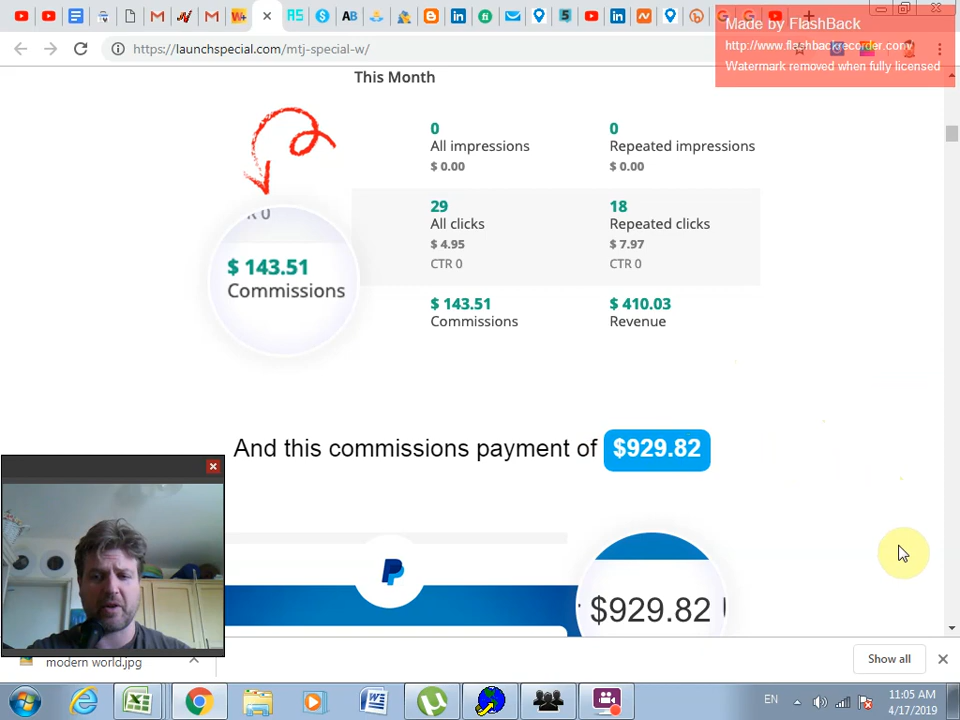 Made by FlashBack
http://www.flashbackrecorder.com/
Watermark removed when fully licensed
https://launchspecial.com/mtj-special-w/
This Month
0
All impressions
$ 0.00
0
Repeated impressions
$ 0.00
29
All clicks
$ 4.95
CTR 0
18
Repeated clicks
$ 7.97
CTR 0
R 0
$ 143.51
Commissions
$ 143.51
Commissions
$ 410.03
Revenue
And this commissions payment of $929.82
$929.82
modern world.jpg
Show all
EN
11:05 AM
4/17/2019